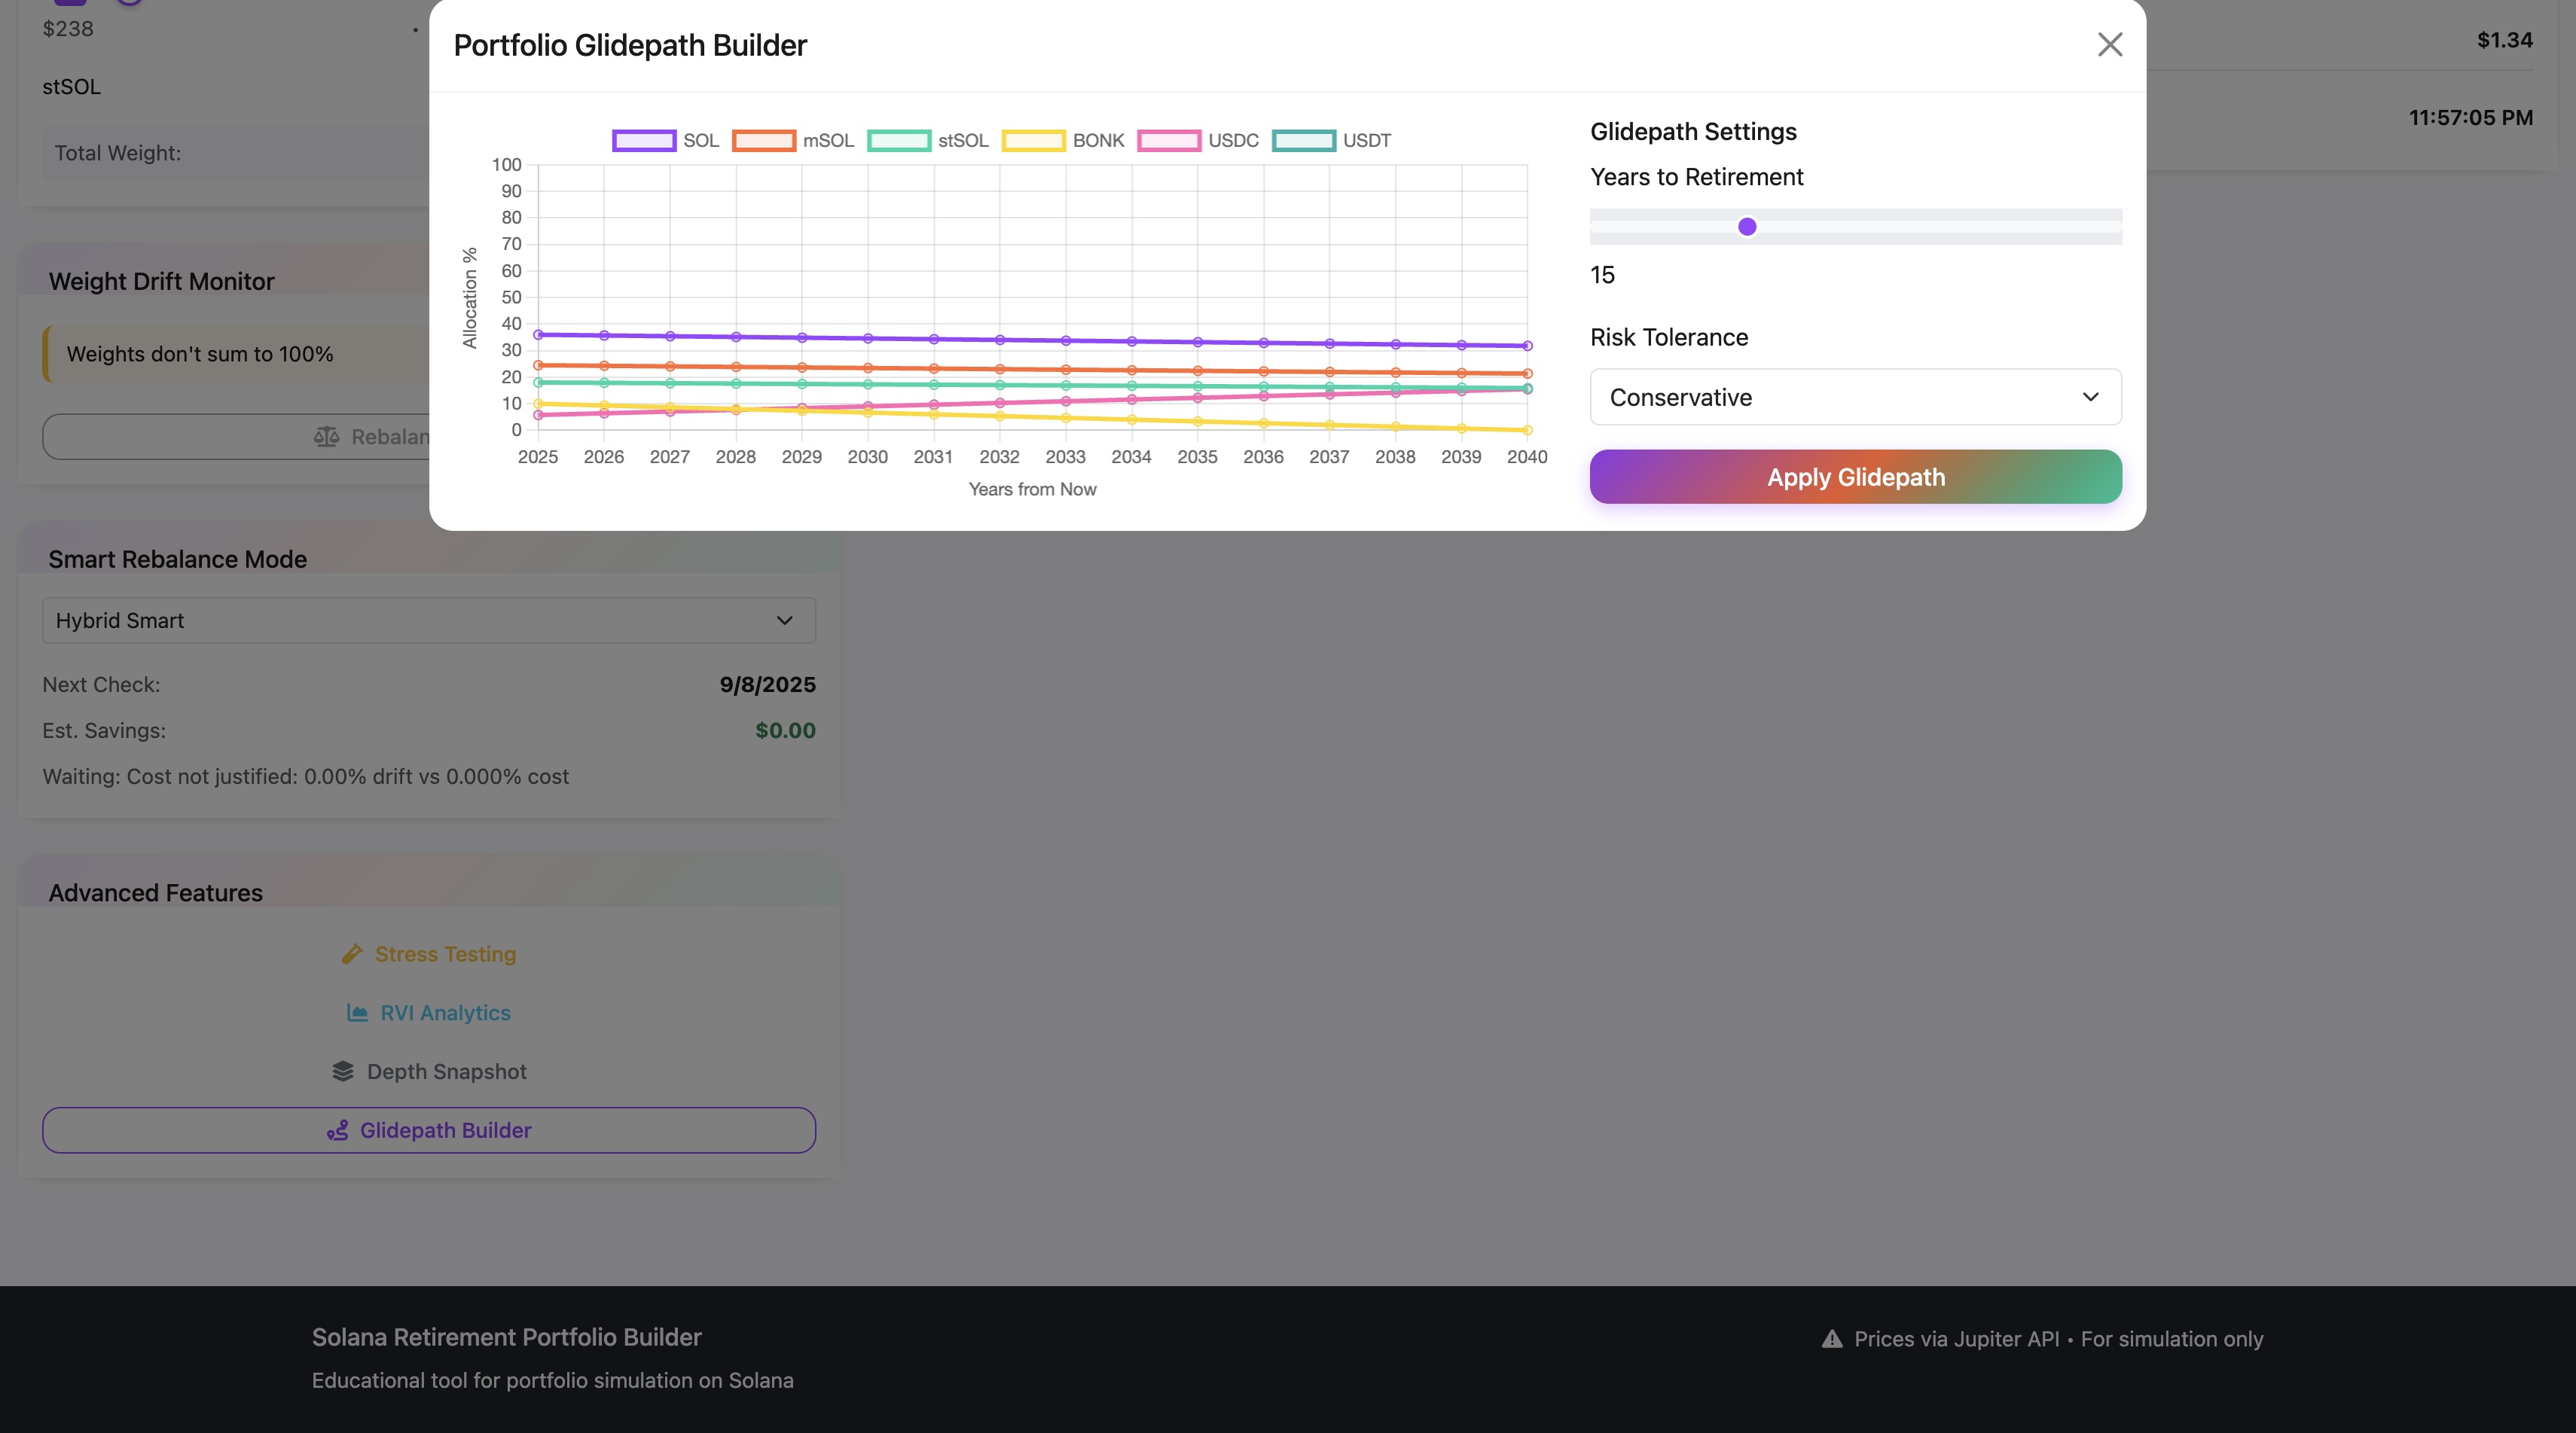 $238
•
stSOL
Total Weight:
$1.34
11:57:05 PM
Portfolio Glidepath Builder
SOL mSOL stSOL BONK USDC USDT
100
90
80
70
60
50
40
30
20
10
0
Allocation %
2025 2026 2027 2028 2029 2030 2031 2032 2033 2034 2035 2036 2037 2038 2039 2040
Years from Now
Glidepath Settings
Years to Retirement
15
Risk Tolerance
Conservative
Apply Glidepath
Weight Drift Monitor
Weights don't sum to 100%
Rebalan
Smart Rebalance Mode
Hybrid Smart
Next Check: 9/8/2025
Est. Savings: $0.00
Waiting: Cost not justified: 0.00% drift vs 0.000% cost
Advanced Features
Stress Testing
RVI Analytics
Depth Snapshot
Glidepath Builder
Solana Retirement Portfolio Builder
Educational tool for portfolio simulation on Solana
Prices via Jupiter API • For simulation only